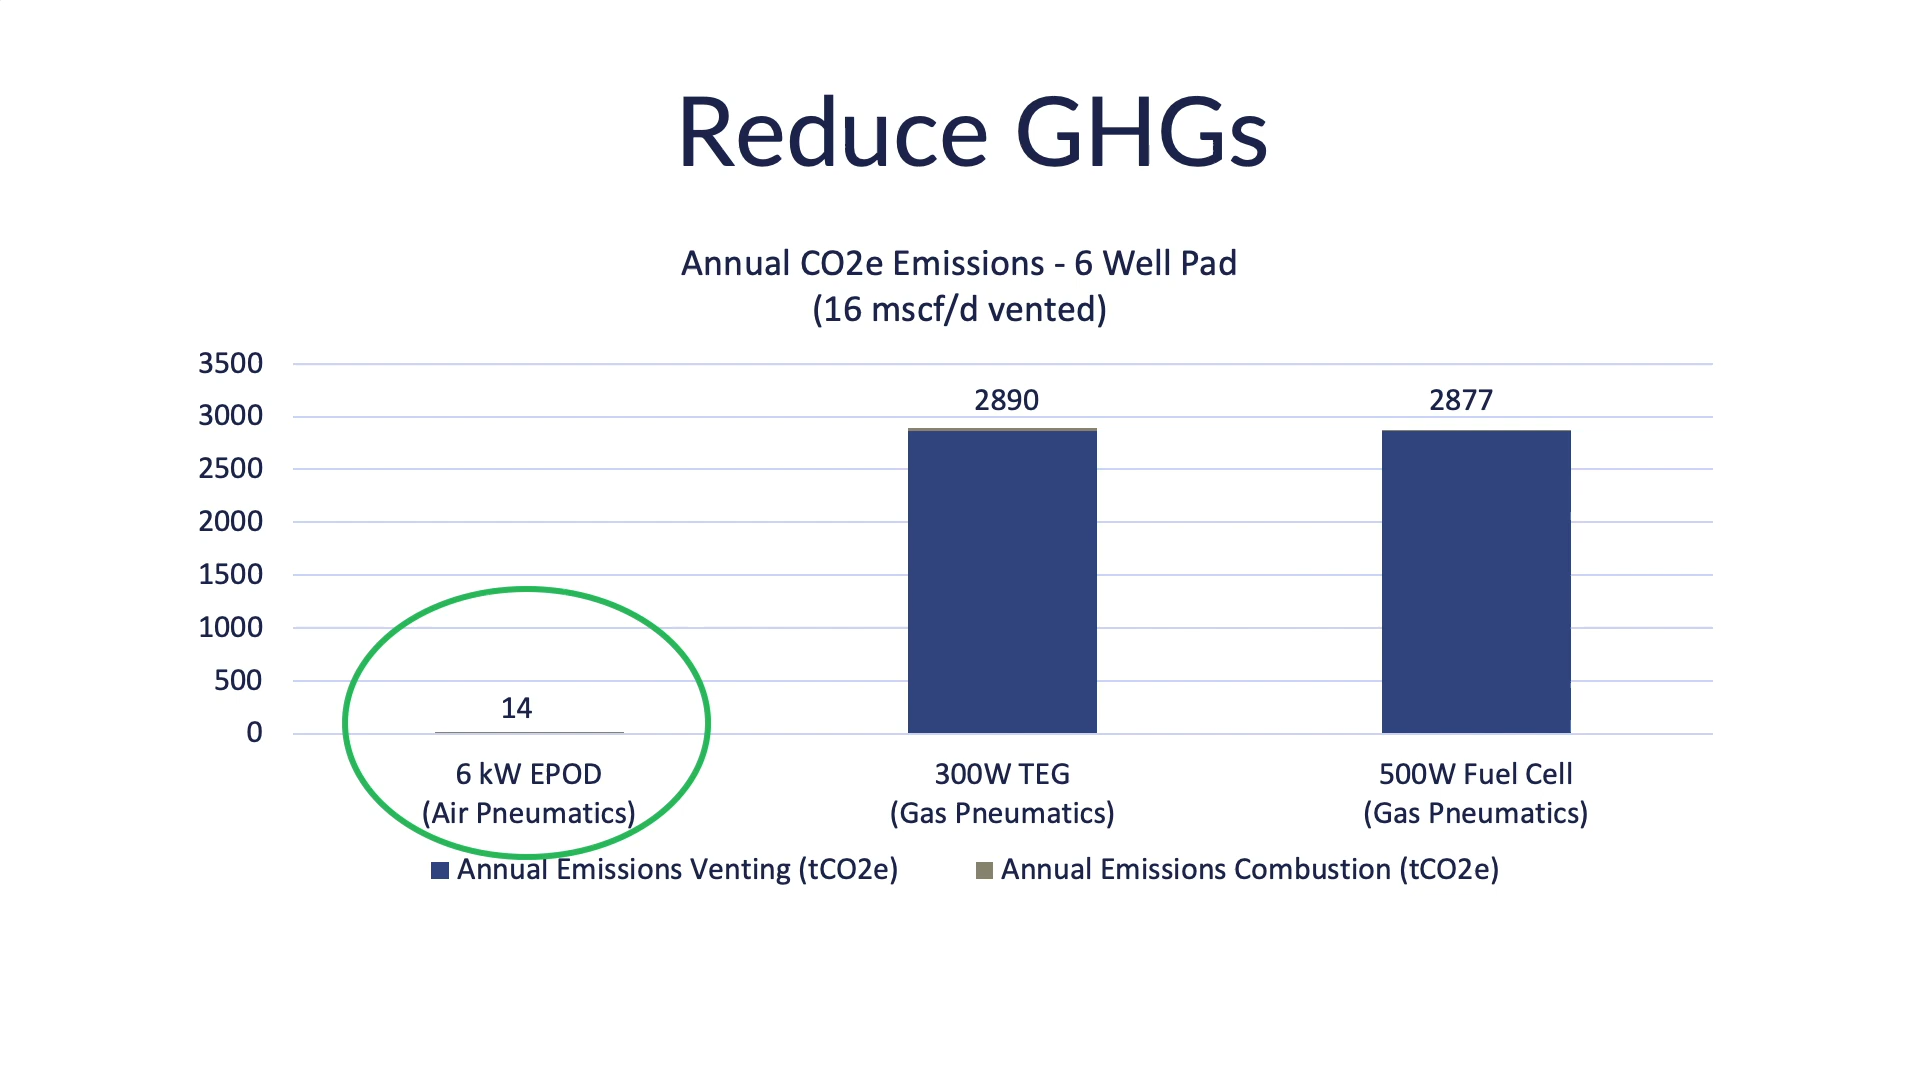 Reduce GHGs
Annual CO2e Emissions - 6 Well Pad
(16 mscf/d vented)
3500
3000
2500
2000
1500
1000
500
0
14
2890
2877
6 kW EPOD
(Air Pneumatics)
300W TEG
(Gas Pneumatics)
500W Fuel Cell
(Gas Pneumatics)
Annual Emissions Venting (tCO2e)
Annual Emissions Combustion (tCO2e)